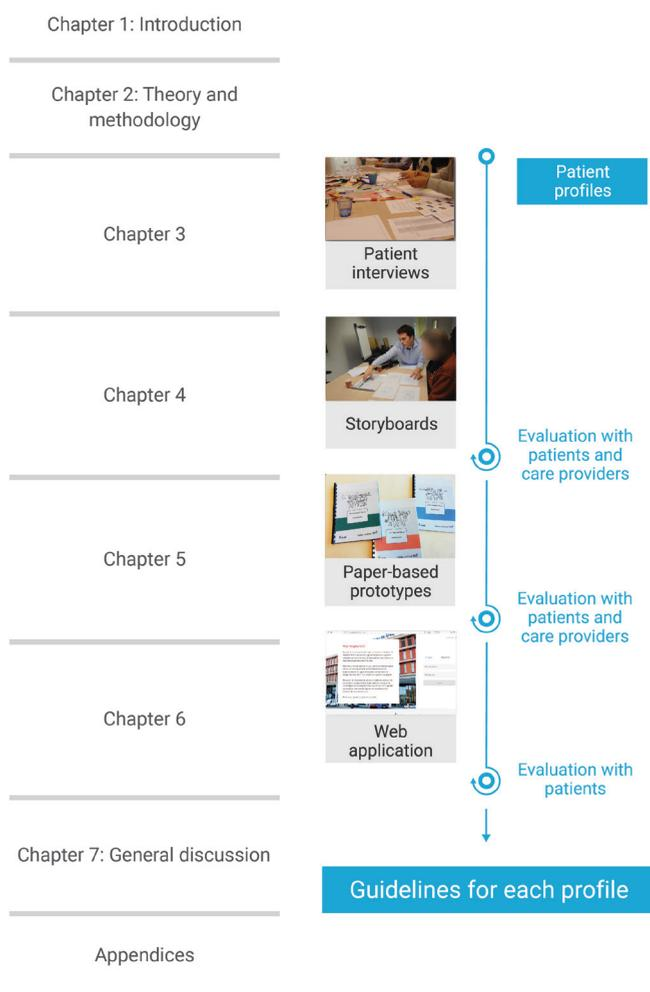 Chapter 1: Introduction
Chapter 2: Theory and
methodology
Patient
profiles
Chapter 3
Patient
interviews
Chapter 4
Storyboards
Evaluation with
patients and
care providers
Chapter 5
Paper-based
prototypes
Evaluation with
patients and
care providers
Chapter 6
Web
application
Evaluation with
patients
Chapter 7: General discussion
Guidelines for each profile
Appendices